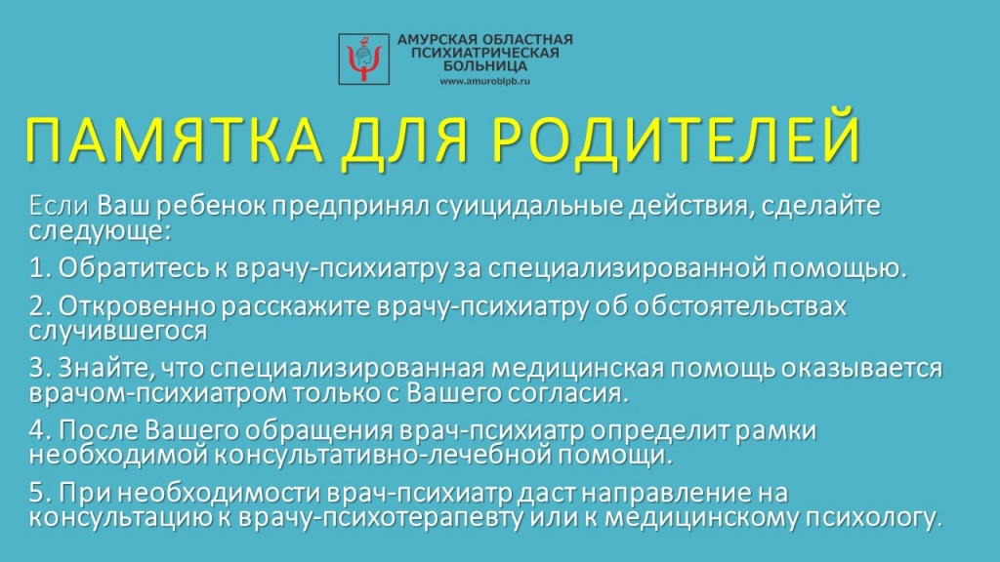 АМУРСКАЯ ОБЛАСТНАЯ
ПСИХИАТРИЧЕСКАЯ
БОЛЬНИЦА
www.amuroblpb.ru
ПАМЯТКА ДЛЯ РОДИТЕЛЕЙ
Если Ваш ребенок предпринял суицидальные действия, сделайте
следующе:
1. Обратитесь к врачу-психиатру за специализированной помощью.
2. Откровенно расскажите врачу-психиатру об обстоятельствах
случившегося
3. Знайте, что специализированная медицинская помощь оказывается
врачом-психиатром только с Вашего согласия.
4. После Вашего обращения врач-психиатр определит рамки
необходимой консультативно-лечебной помощи.
5. При необходимости врач-психиатр даст направление на
консультацию к врачу-психотерапевту или к медицинскому психологу.